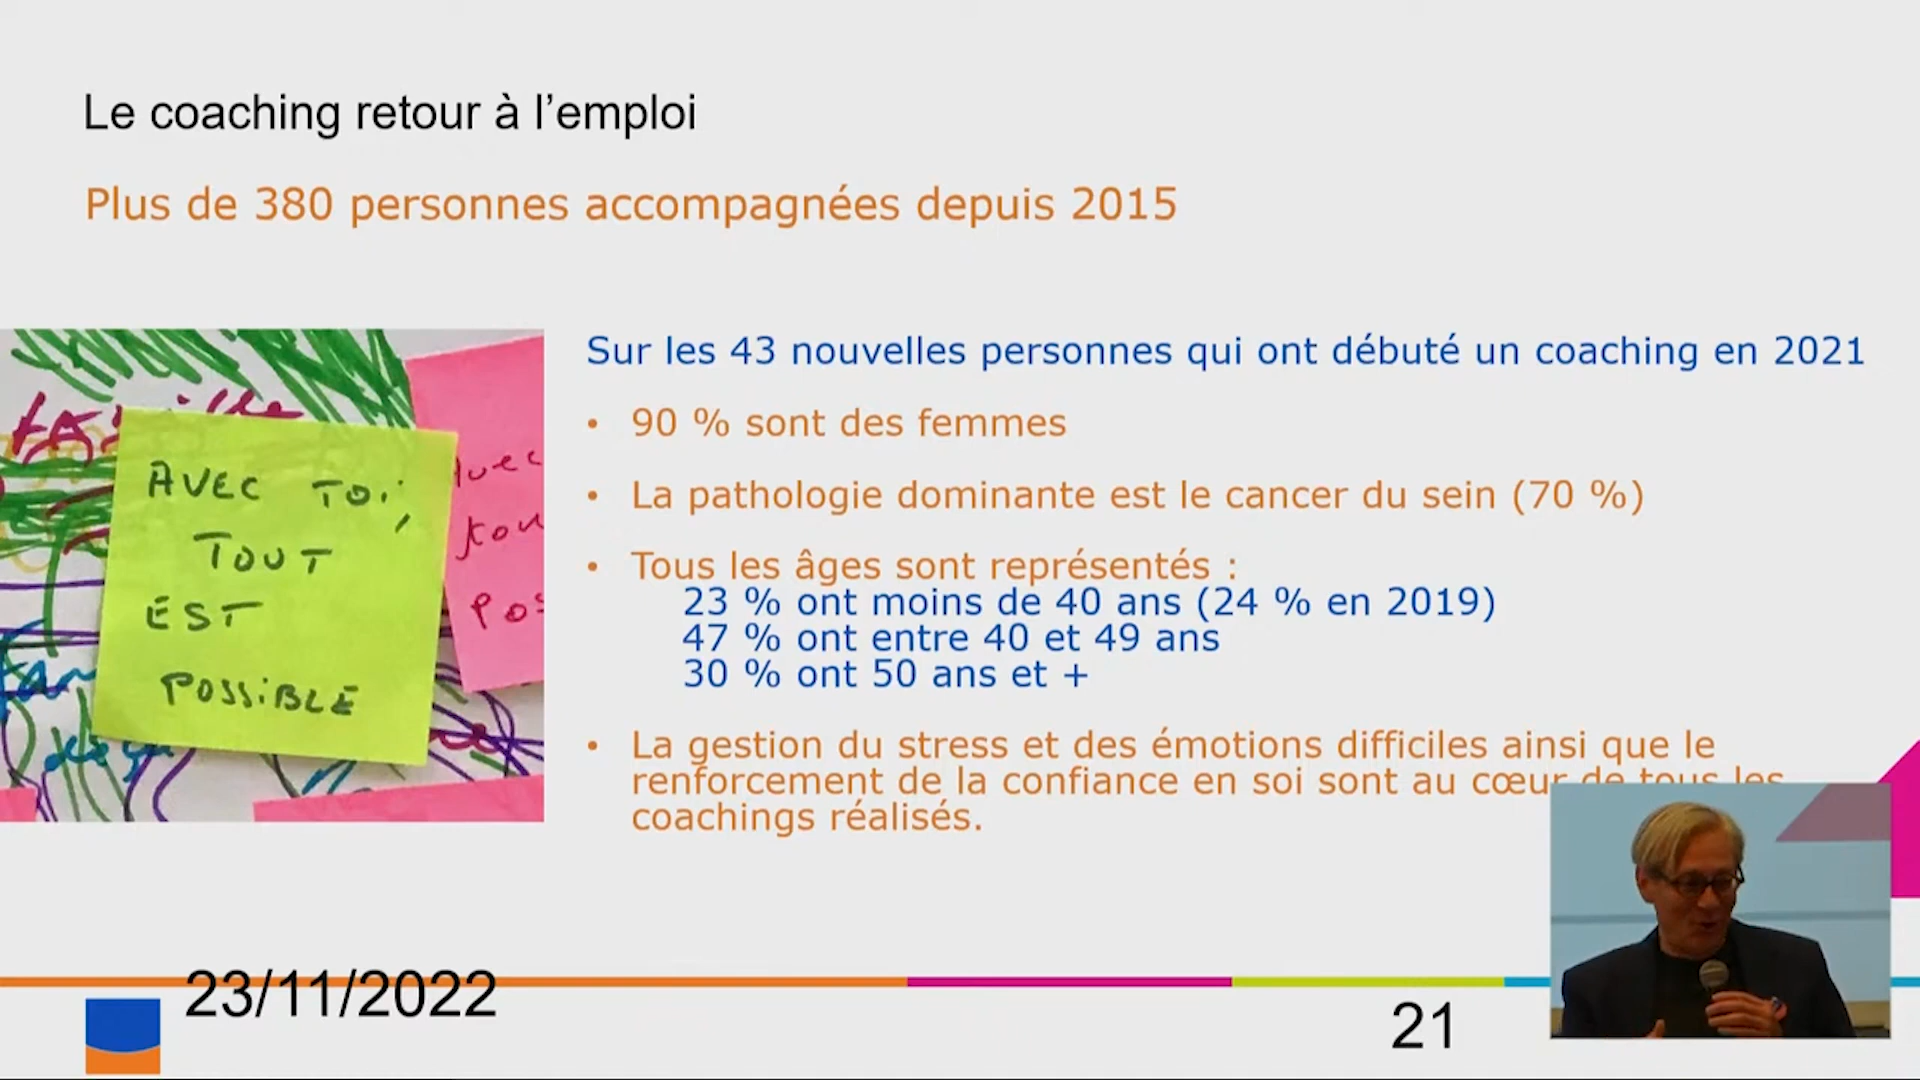 Le coaching retour à l’emploi
Plus de 380 personnes accompagnées depuis 2015
Sur les 43 nouvelles personnes qui ont débuté un coaching en 2021
• 90 % sont des femmes
• La pathologie dominante est le cancer du sein (70 %)
• Tous les âges sont représentés :
23 % ont moins de 40 ans (24 % en 2019)
47 % ont entre 40 et 49 ans
30 % ont 50 ans et +
• La gestion du stress et des émotions difficiles ainsi que le
renforcement de la confiance en soi sont au cœur de tous les
coachings réalisés.
AVEC TOi,
TOUT
EST
POSSiBLE
23/11/2022
21